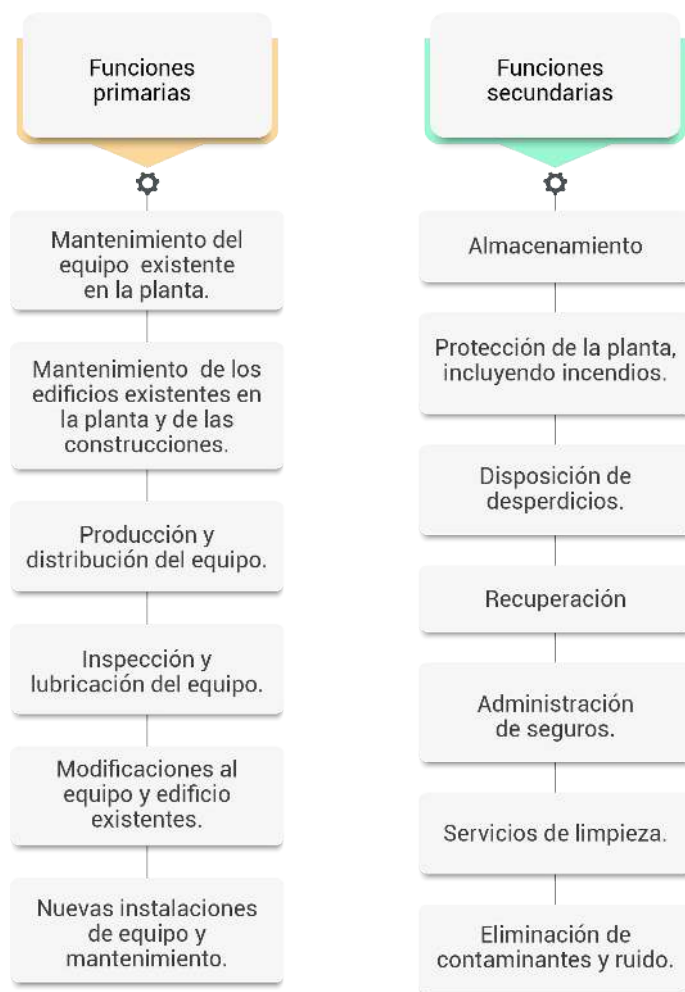 Funciones
primarias
Mantenimiento del
equipo existente
en la planta.
Mantenimiento de los
edificios existentes en
la planta y de las
construcciones.
Producción y
distribución del equipo.
Inspección y
lubricación del equipo.
Modificaciones al
equipo y edificio
existentes.
Nuevas instalaciones
de equipo y
mantenimiento.
Funciones
secundarias
Almacenamiento
Protección de la planta,
incluyendo incendios.
Disposición de
desperdicios.
Recuperación
Administración
de seguros.
Servicios de limpieza.
Eliminación de
contaminantes y ruido.